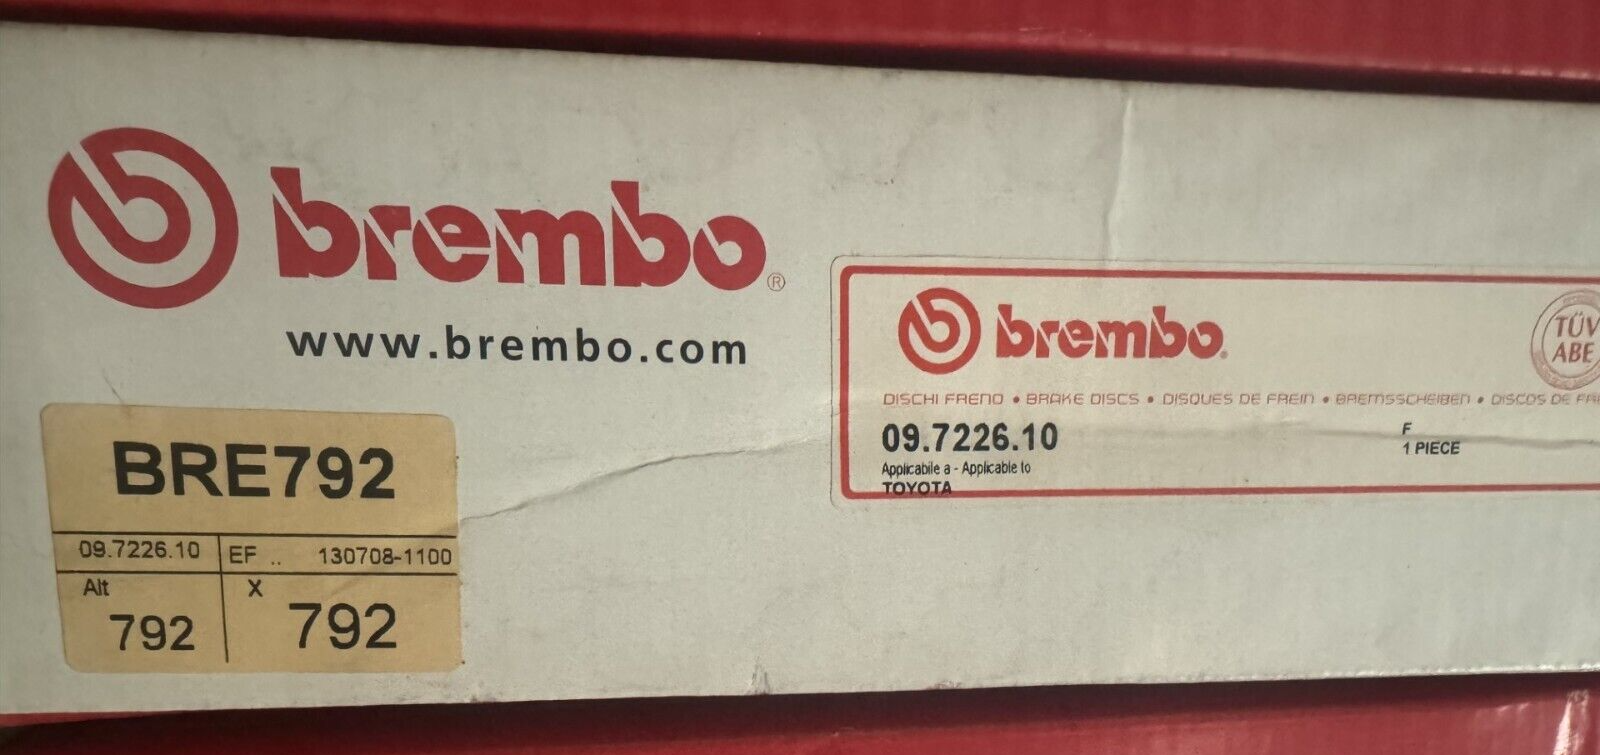 brembo®
www.brembo.com
BRE792
09.7226.10 EF .. 130708-1100
Alt X
792 792
brembo®
TÜV
ABE
DISCHI FRENO • BRAKE DISCS • DISQUES DE FREIN • BREMSSCHEIBEN • DISCOS DE
09.7226.10 F
1 PIECE
Applicabile a - Applicable to
TOYOTA